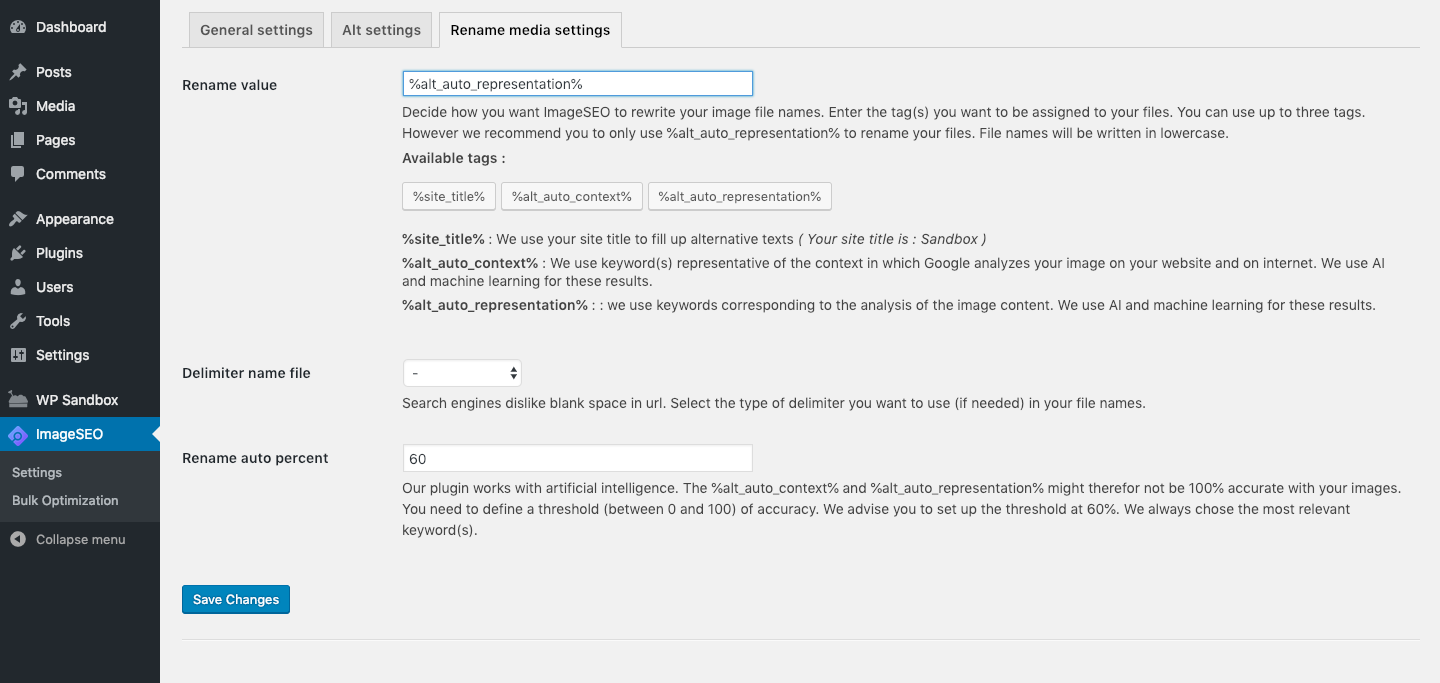 Dashboard
Posts
Media
Pages
Comments
Appearance
Plugins
Users
Tools
Settings
WP Sandbox
ImageSEO
Settings
Bulk Optimization
Collapse menu
General settings
Alt settings
Rename media settings
Rename value
%alt_auto_representation%
Decide how you want ImageSEO to rewrite your image file names. Enter the tag(s) you want to be assigned to your files. You can use up to three tags.
However we recommend you to only use %alt_auto_representation% to rename your files. File names will be written in lowercase.
Available tags :
%site_title%
%alt_auto_context%
%alt_auto_representation%
%site_title% : We use your site title to fill up alternative texts ( Your site title is : Sandbox )
%alt_auto_context% : We use keyword(s) representative of the context in which Google analyzes your image on your website and on internet. We use AI
and machine learning for these results.
%alt_auto_representation% : : we use keywords corresponding to the analysis of the image content. We use AI and machine learning for these results.
Delimiter name file
-
Search engines dislike blank space in url. Select the type of delimiter you want to use (if needed) in your file names.
Rename auto percent
60
Our plugin works with artificial intelligence. The %alt_auto_context% and %alt_auto_representation% might therefor not be 100% accurate with your images.
You need to define a threshold (between 0 and 100) of accuracy. We advise you to set up the threshold at 60%. We always chose the most relevant
keyword(s).
Save Changes